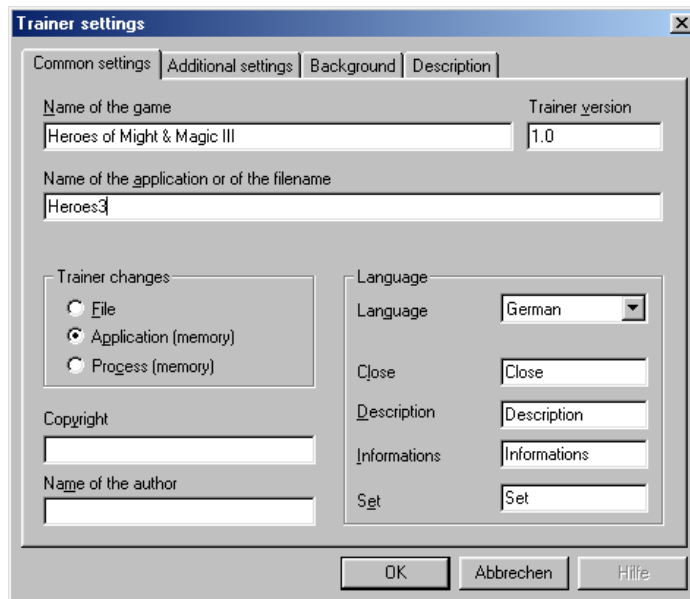 Trainer settings
Common settings Additional settings Background Description
Name of the game Trainer version
Heroes of Might & Magic III 1.0
Name of the application or of the filename
Heroes3
Trainer changes
File
Application (memory)
Process (memory)
Language
Language German
Close Close
Description Description
Informations Informations
Set Set
Copyright
Name of the author
OK Abbrechen Hilfe